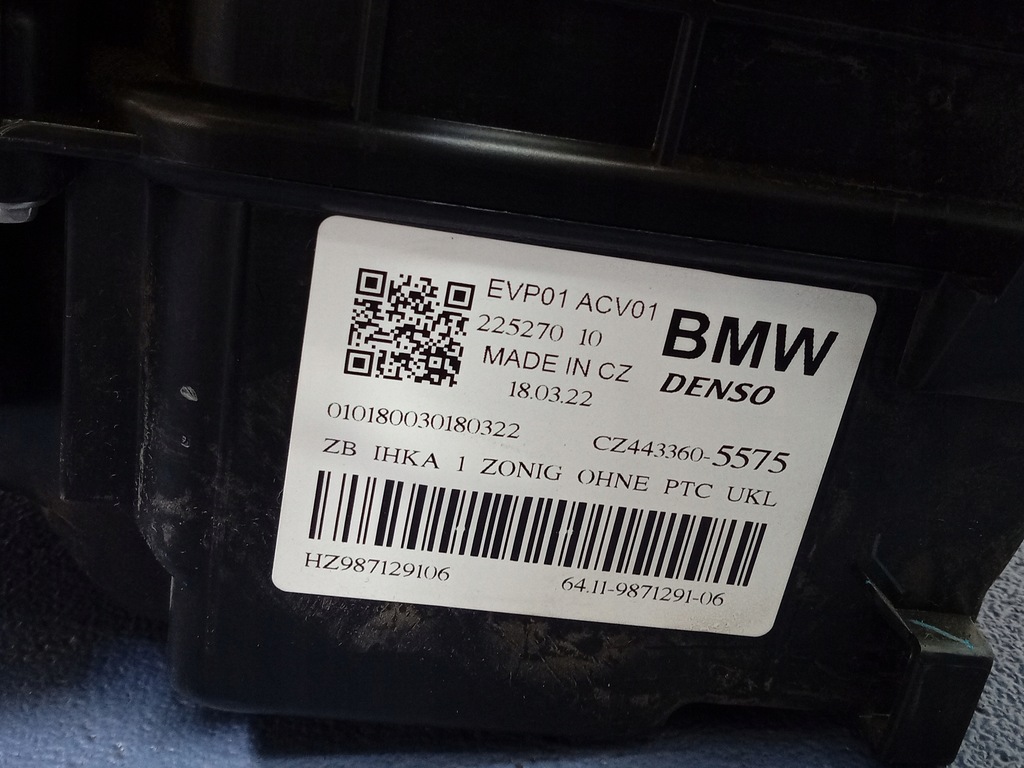 EVP01 ACV01
225270 10
MADE IN CZ
18.03.22
BMW
DENSO
010180030180322
CZ443360-5575
ZB IHKA 1 ZONIG OHNE PTC UKL
HZ987129106
64.11-9871291-06